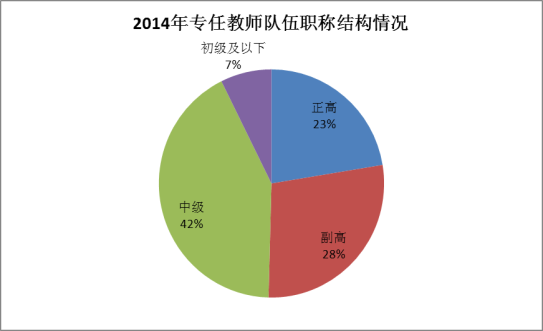 2014年专任教师队伍职称结构情况
初级及以下
7%
正高
23%
中级
42%
副高
28%